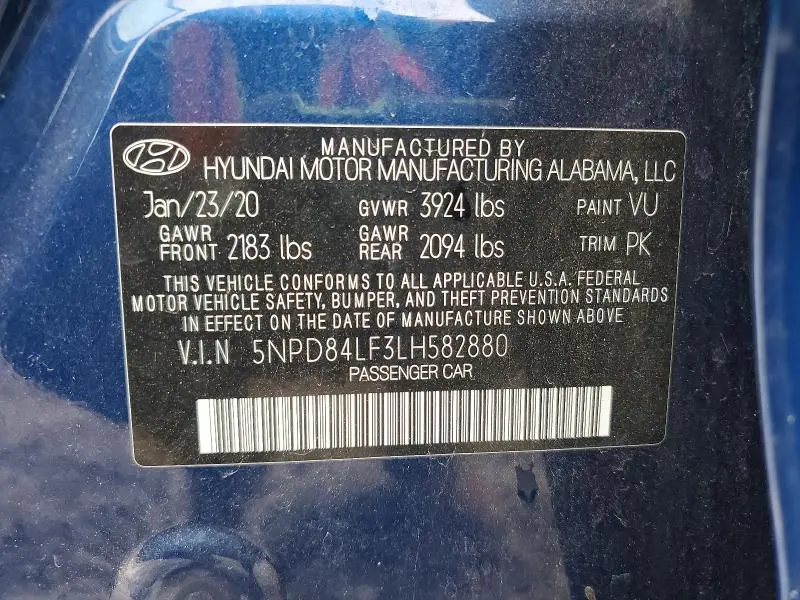 MANUFACTURED BY
HYUNDAI MOTOR MANUFACTURING ALABAMA, LLC
Jan/23/20 GVWR 3924 lbs PAINT VU
GAWR FRONT 2183 lbs GAWR REAR 2094 lbs TRIM PK
THIS VEHICLE CONFORMS TO ALL APPLICABLE U.S.A. FEDERAL
MOTOR VEHICLE SAFETY, BUMPER, AND THEFT PREVENTION STANDARDS
IN EFFECT ON THE DATE OF MANUFACTURE SHOWN ABOVE
V.I.N 5NPD84LF3LH582880
PASSENGER CAR